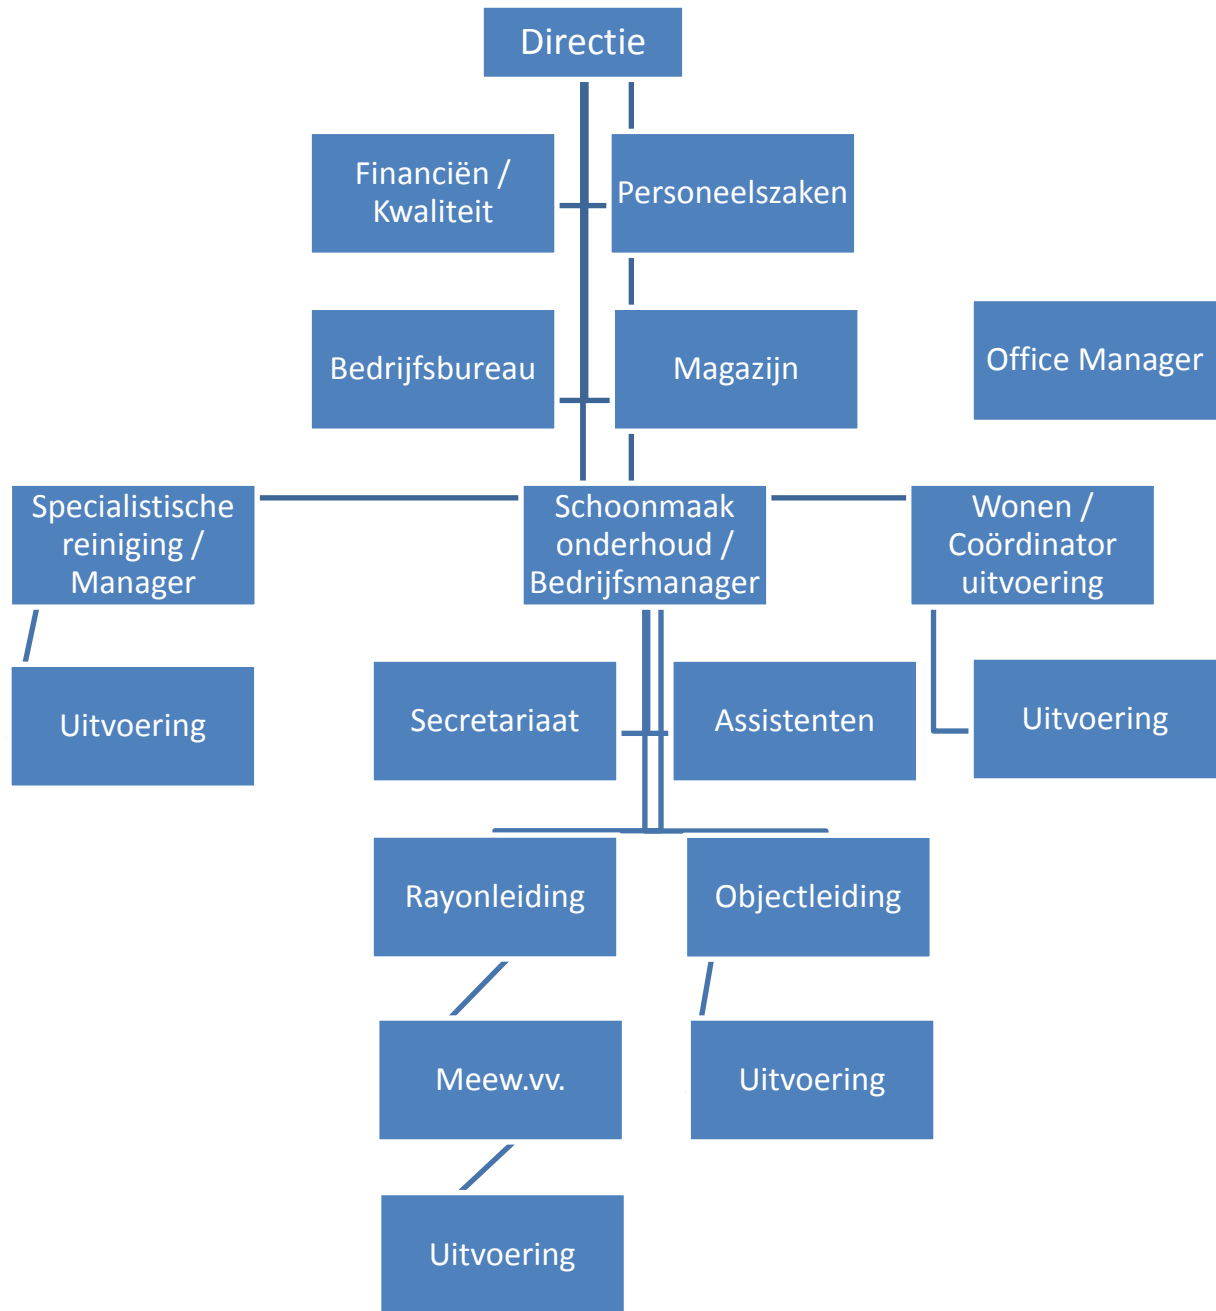 Directie
Financiën /
Kwaliteit
Personeelszaken
Bedrijfsbureau
Magazijn
Office Manager
Specialistische
reiniging /
Manager
Schoonmaak
onderhoud /
Bedrijfsmanager
Wonen /
Coördinator
uitvoering
Uitvoering
Secretariaat
Assistenten
Uitvoering
Rayonleiding
Objectleiding
Meew.vv.
Uitvoering
Uitvoering